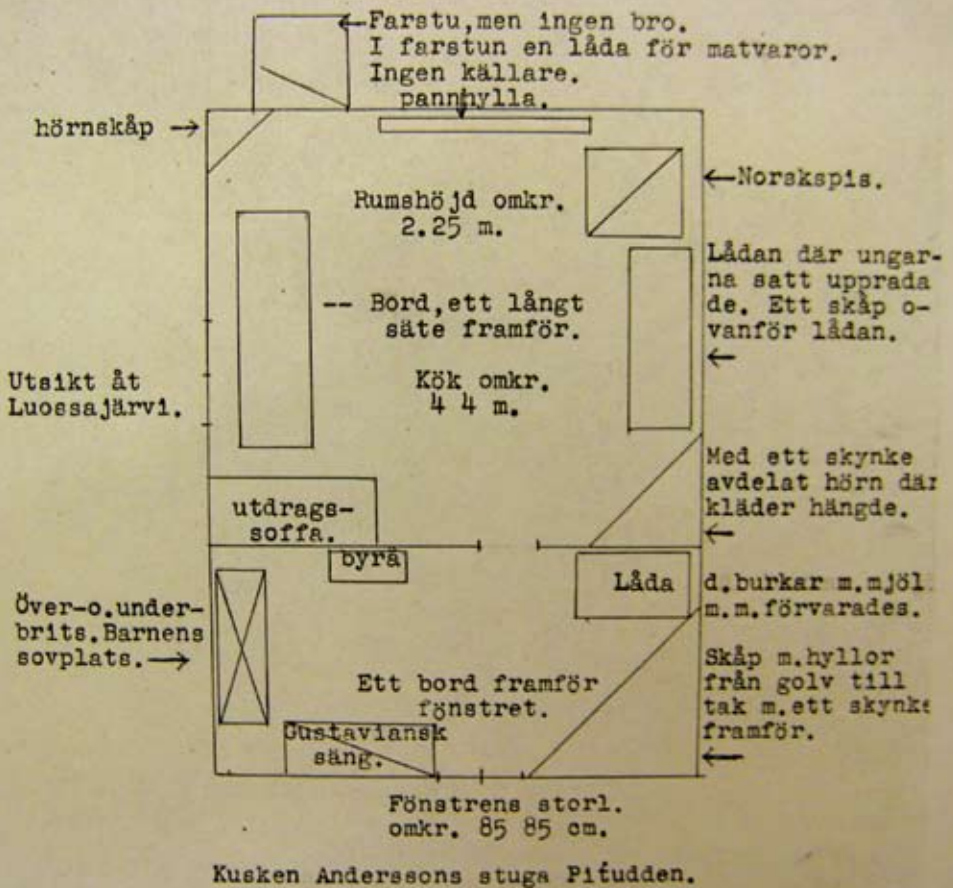 Farstu,men ingen bro.
I farstun en låda för matvaror.
Ingen källare.
pannhylla.
hörnskåp
Norskspis.
Rumshöjd omkr.
2.25 m.
Lådan där ungar-
na satt upprada
de. Ett skåp o-
vanför lådan.
-- Bord,ett långt
säte framför.
Utsikt åt
Luossajärvi.
Kök omkr.
4 4 m.
Med ett skynke
avdelat hörn där
kläder hängde.
utdrags-
soffa.
byrå
Låda
d.burkar m.mjöl
m.m.förvarades.
Över-o.under-
brits.Barnens
sovplats.
Skåp m.hyllor
från golv till
tak m.ett skynke
framför.
Ett bord framför
fönstret.
Gustaviansk
säng.
Fönstrens storl.
omkr. 85 85 cm.
Kusken Anderssons stuga Pitudden.